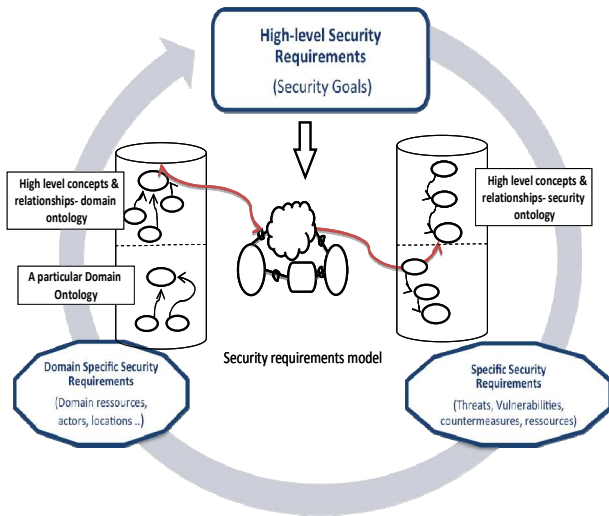 High-level Security
Requirements
(Security Goals)
High level concepts &
relationships- domain
ontology
High level concepts &
relationships- security
ontology
A particular Domain
Ontology
Security requirements model
Domain Specific Security
Requirements
(Domain ressources,
actors, locations ..)
Specific Security
Requirements
(Threats, Vulnerabilities,
countermeasures, ressources)